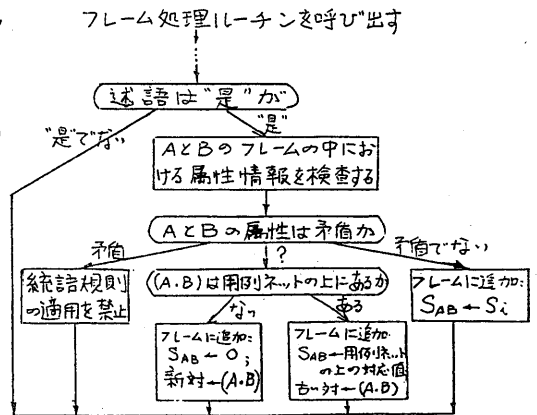 フレーム処理ルーチンを呼び出す
述語は"是"か
"是"でない
"是"
AとBのフレームの中にお
ける属性情報を検査する
AとBの属性は矛盾か
矛盾
?
矛盾でない
統語規則
の適用を禁止
(A・B)は用例ネットの上にあるか
フレームに追加:
SAB←Si
ない
ある
フレームに追加:
SAB←0;
新対←(A・B)
フレームに追加:
SAB←用例ネット
の上の対応値
古い対←(A・B)